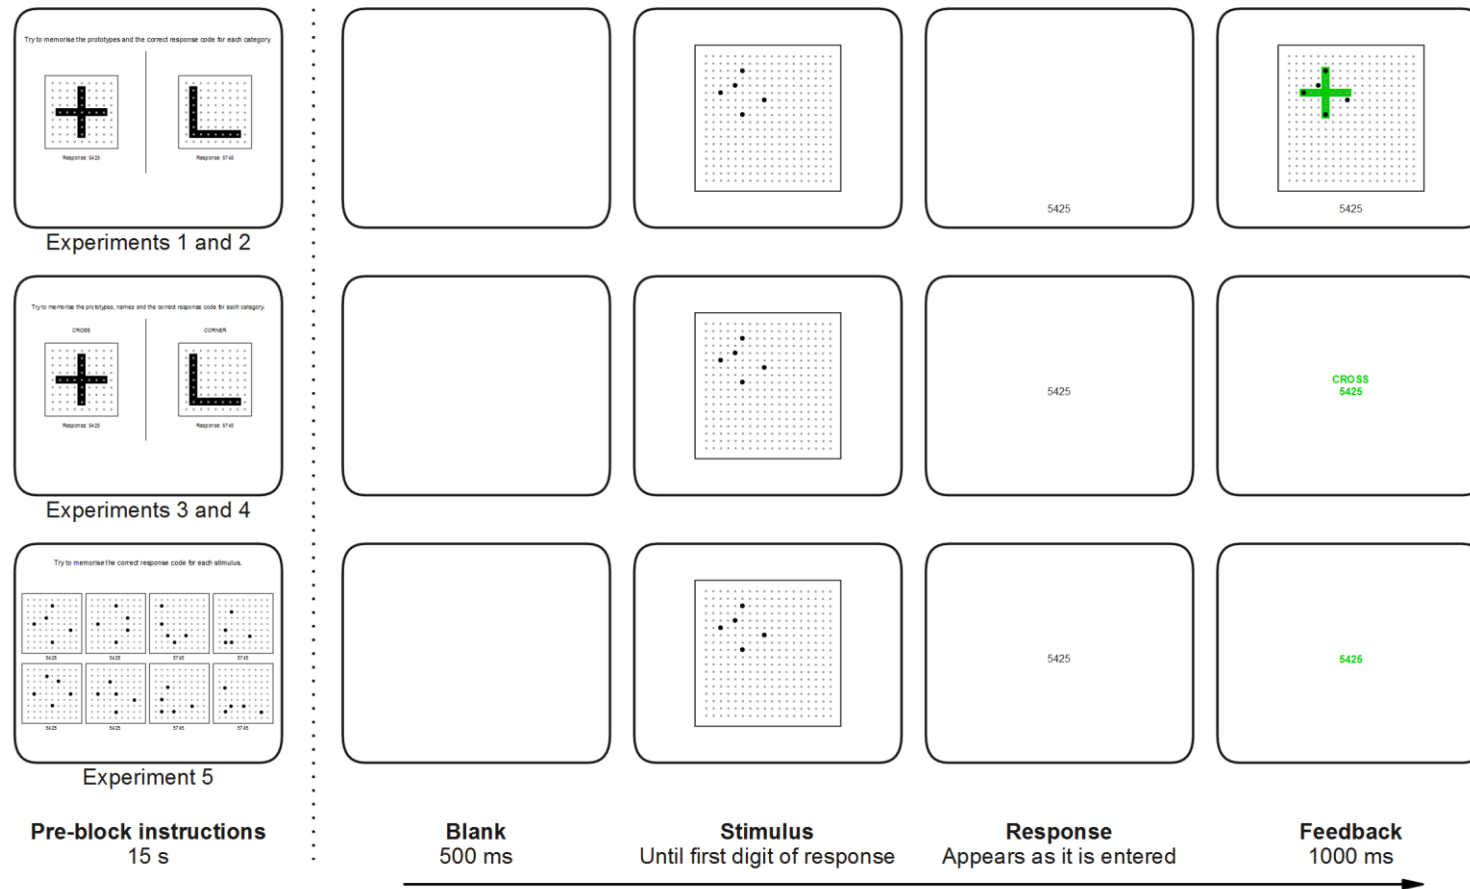 Try to memorise the prototypes and the correct response code for each category.
Response: 5425
Response: 5745
5425
5425
Experiments 1 and 2
Try to memorise the prototypes, names and the correct response code for each category.
CROSS
CORNER
Response: 5425
Response: 5745
5425
CROSS
5425
Experiments 3 and 4
Try to memorise the correct response code for each stimulus.
5425
5425
5745
5745
5425
5425
5745
5745
5425
5425
Experiment 5
Pre-block instructions
15 s
Blank
500 ms
Stimulus
Until first digit of response
Response
Appears as it is entered
Feedback
1000 ms